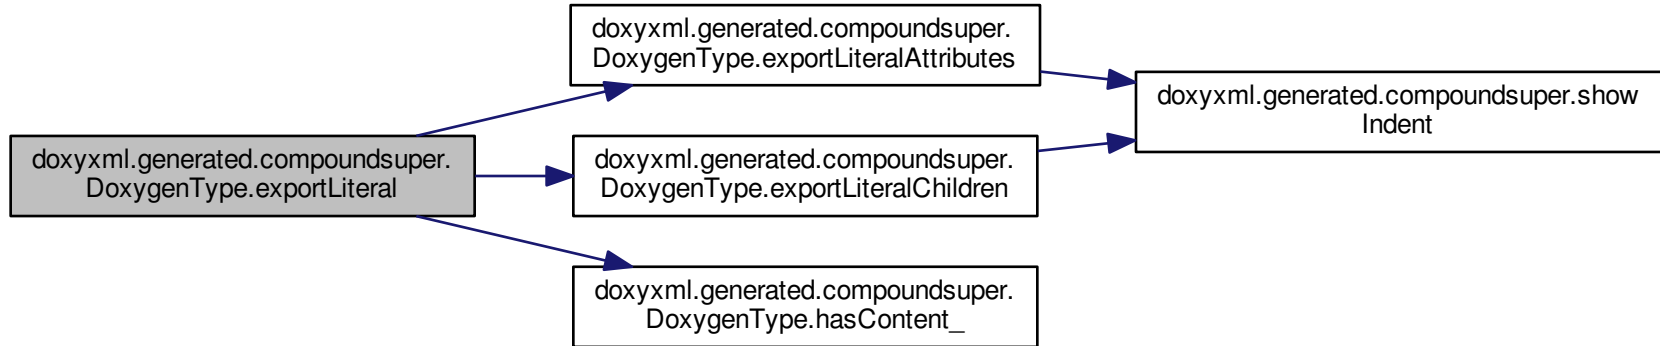 doxyxml.generated.compoundsuper.
DoxygenType.exportLiteral
doxyxml.generated.compoundsuper.
DoxygenType.exportLiteralAttributes
doxyxml.generated.compoundsuper.
DoxygenType.exportLiteralChildren
doxyxml.generated.compoundsuper.
DoxygenType.hasContent_
doxyxml.generated.compoundsuper.show
Indent